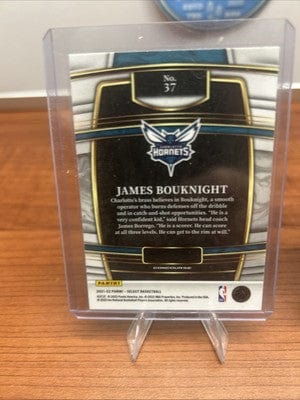 No.
37
CHARLOTTE
HORNETS
JAMES BOUKNIGHT
Charlotte's brass believes in Bouknight, a smooth
operator who burns defenses off the dribble
and in catch-and-shot opportunities. "He is a
very confident kid," said Hornets head coach
James Borrego. "He is a scorer. He can score
at all three levels. He can get to the rim at will."
CONCOURSE
PANINI
2021-22 PANINI - SELECT BASKETBALL